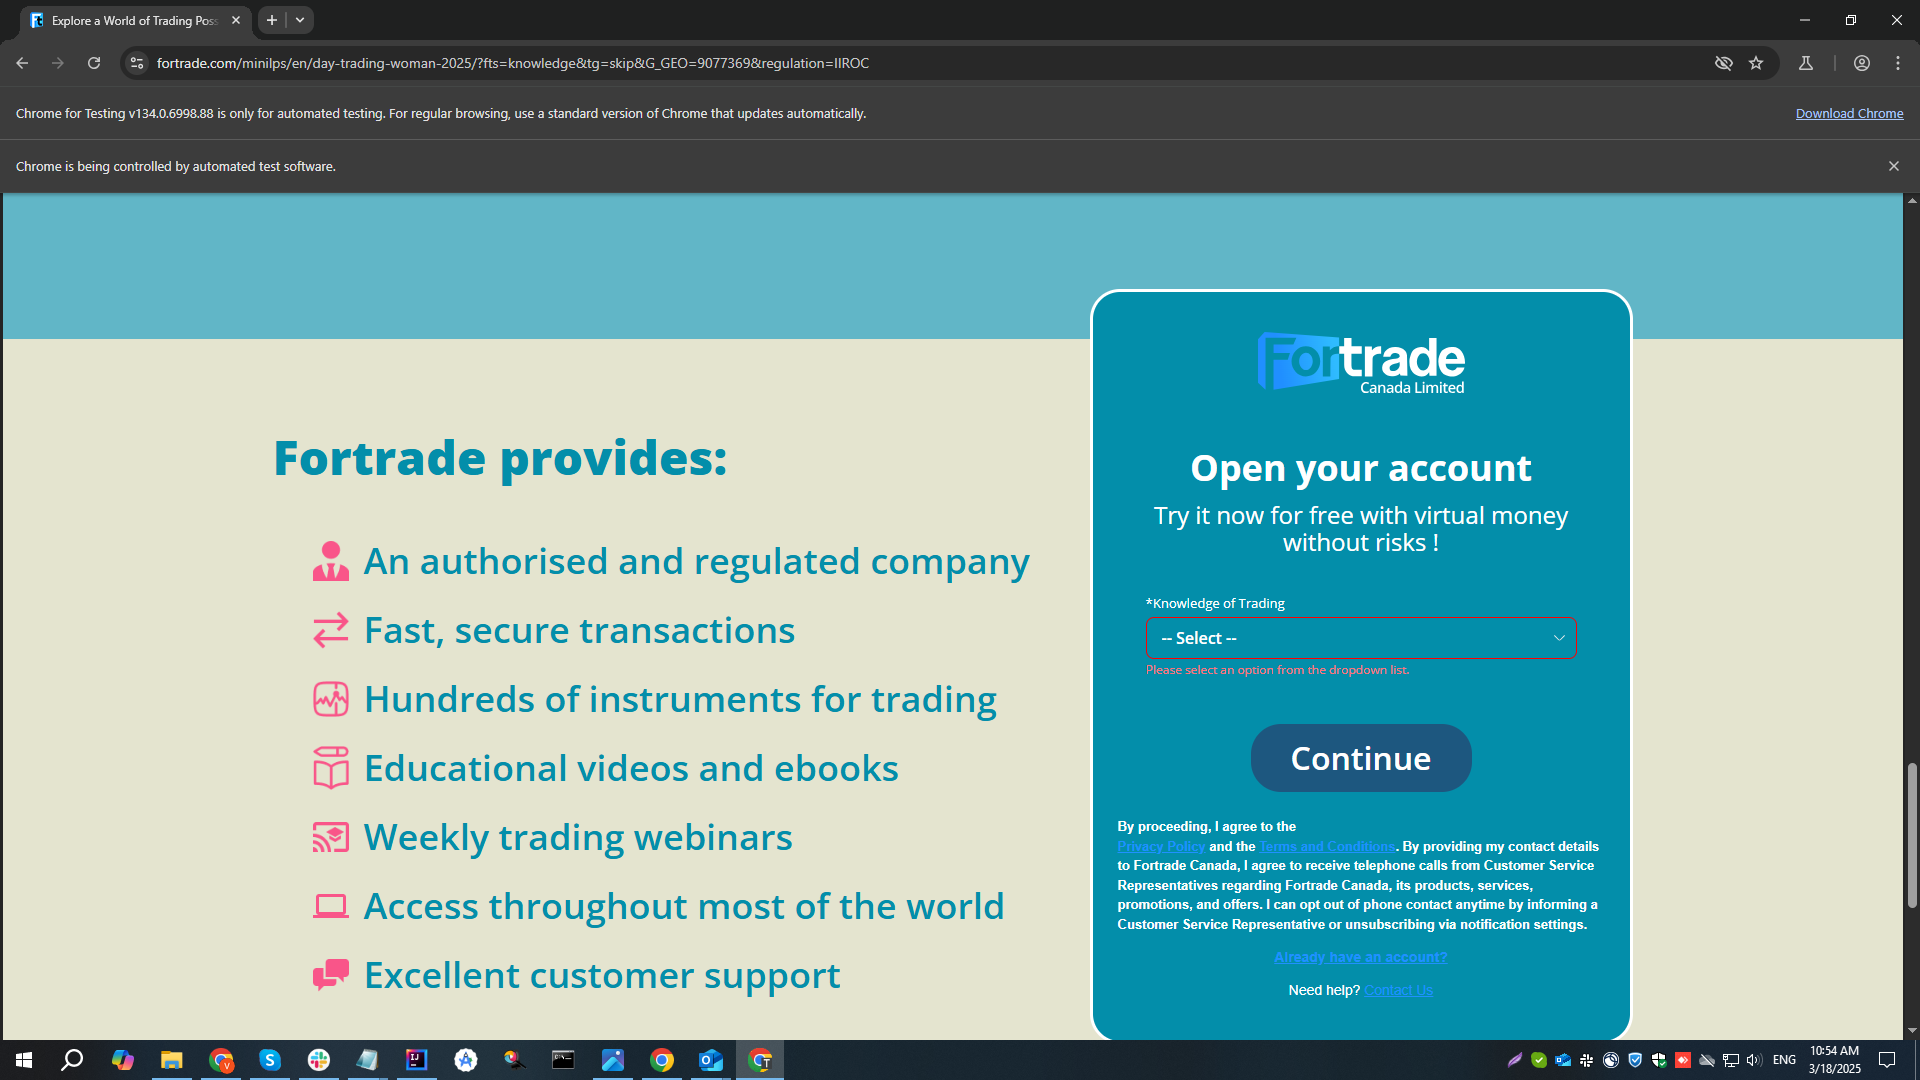 Explore a World of Trading Pos
fortrade.com/minilps/en/day-trading-woman-2025/?fts=knowledge&tg=skip&G_GEO=9077369&regulation=IIROC
Chrome for Testing v134.0.6998.88 is only for automated testing. For regular browsing, use a standard version of Chrome that updates automatically.
Download Chrome
Chrome is being controlled by automated test software.
Fortrade provides:
An authorised and regulated company
Fast, secure transactions
Hundreds of instruments for trading
Educational videos and ebooks
Weekly trading webinars
Access throughout most of the world
Excellent customer support
Fortrade
Canada Limited
Open your account
Try it now for free with virtual money
without risks !
*Knowledge of Trading
-- Select --
Please select an option from the dropdown list.
Continue
By proceeding, I agree to the
Privacy Policy and the Terms and Conditions. By providing my contact details
to Fortrade Canada, I agree to receive telephone calls from Customer Service
Representatives regarding Fortrade Canada, its products, services,
promotions, and offers. I can opt out of phone contact anytime by informing a
Customer Service Representative or unsubscribing via notification settings.
Already have an account?
Need help? Contact Us
ENG
10:54 AM
3/18/2025